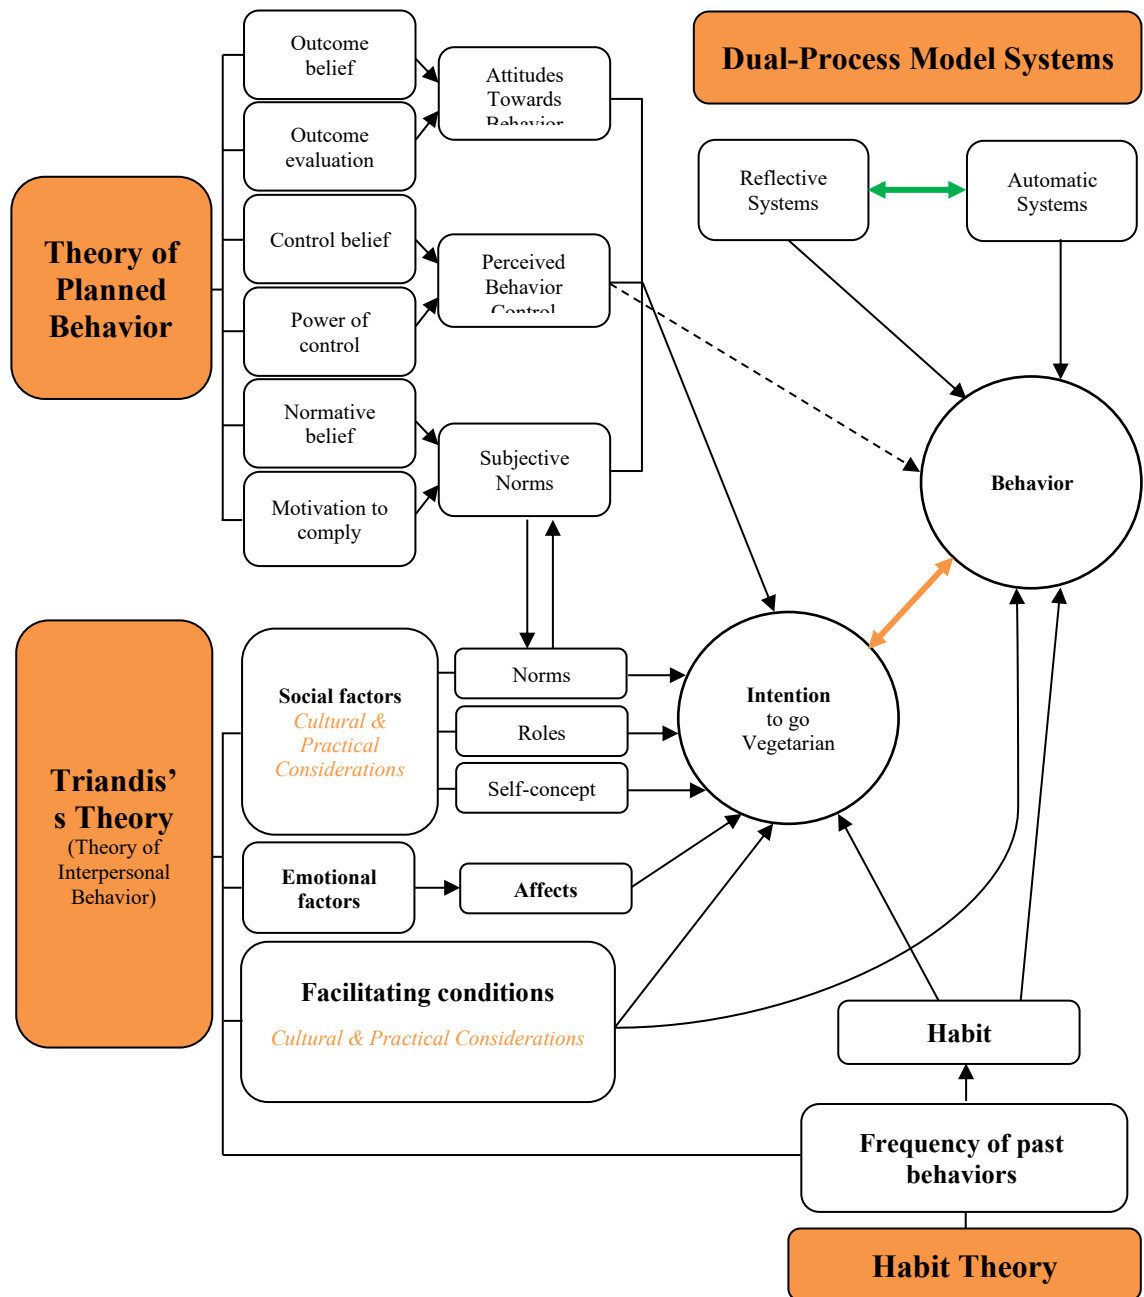 Outcome
belief
Outcome
evaluation
Control belief
Power of
control
Normative
belief
Motivation to
comply
Theory of
Planned
Behavior
Attitudes
Towards
Behavior
Perceived
Behavior
Control
Subjective
Norms
Dual-Process Model Systems
Reflective
Systems
Automatic
Systems
Behavior
Triandis’
s Theory
(Theory of
Interpersonal
Behavior)
Social factors
Cultural &
Practical
Considerations
Norms
Roles
Self-concept
Intention
to go
Vegetarian
Emotional
factors
Affects
Facilitating conditions
Cultural & Practical Considerations
Habit
Frequency of past
behaviors
Habit Theory